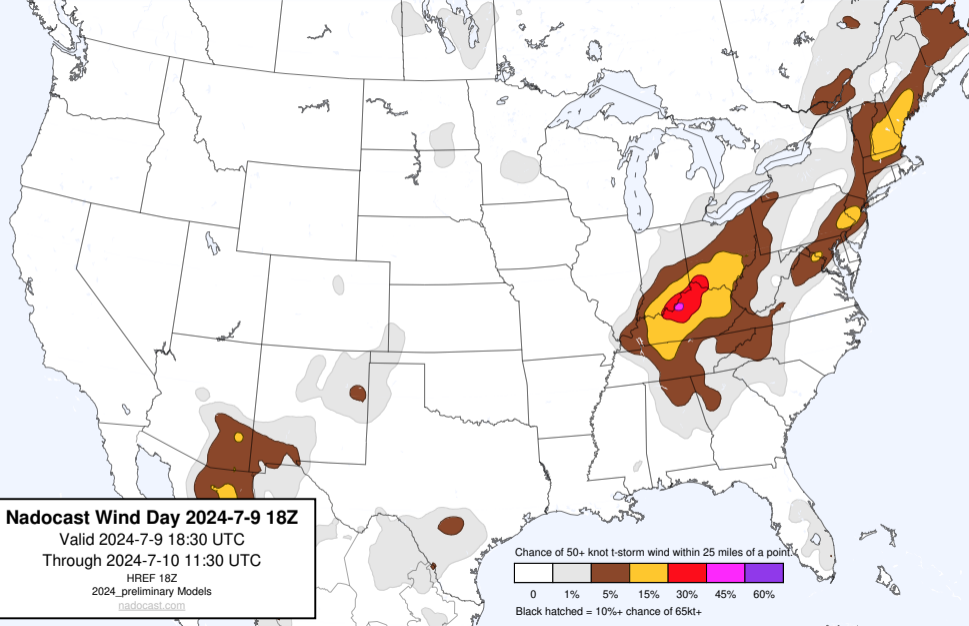 Nadocast Wind Day 2024-7-9 18Z
Valid 2024-7-9 18:30 UTC
Through 2024-7-10 11:30 UTC
HREF 18Z
2024_preliminary Models
nadocast.com
Chance of 50+ knot t-storm wind within 25 miles of a point.
0 1% 5% 15% 30% 45% 60%
Black hatched = 10%+ chance of 65kt+